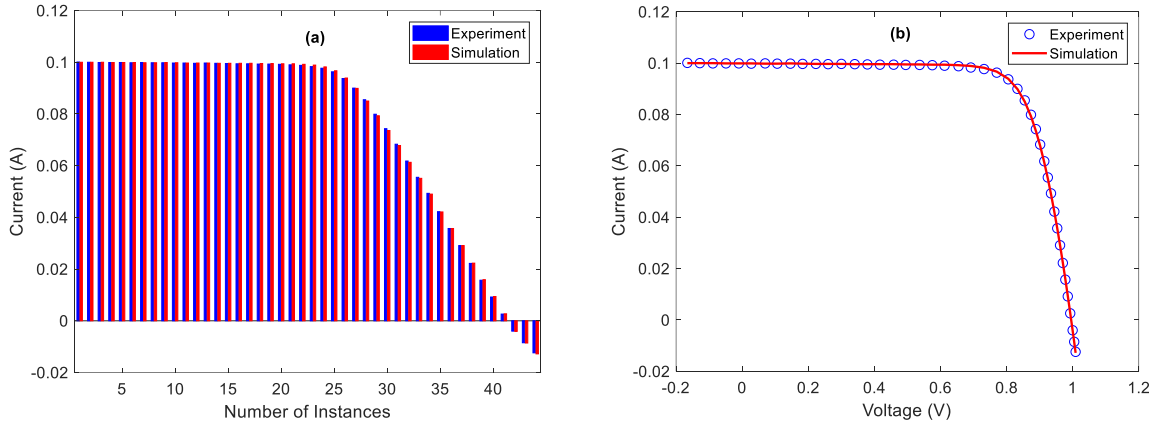 0.12
0.1
0.08
0.06
0.04
0.02
0
-0.02
Current (A)
(a)
Experiment
Simulation
5 10 15 20 25 30 35 40
Number of Instances
0.12
0.1
0.08
0.06
0.04
0.02
0
-0.02
Current (A)
(b)
Experiment
Simulation
-0.2 0 0.2 0.4 0.6 0.8 1 1.2
Voltage (V)